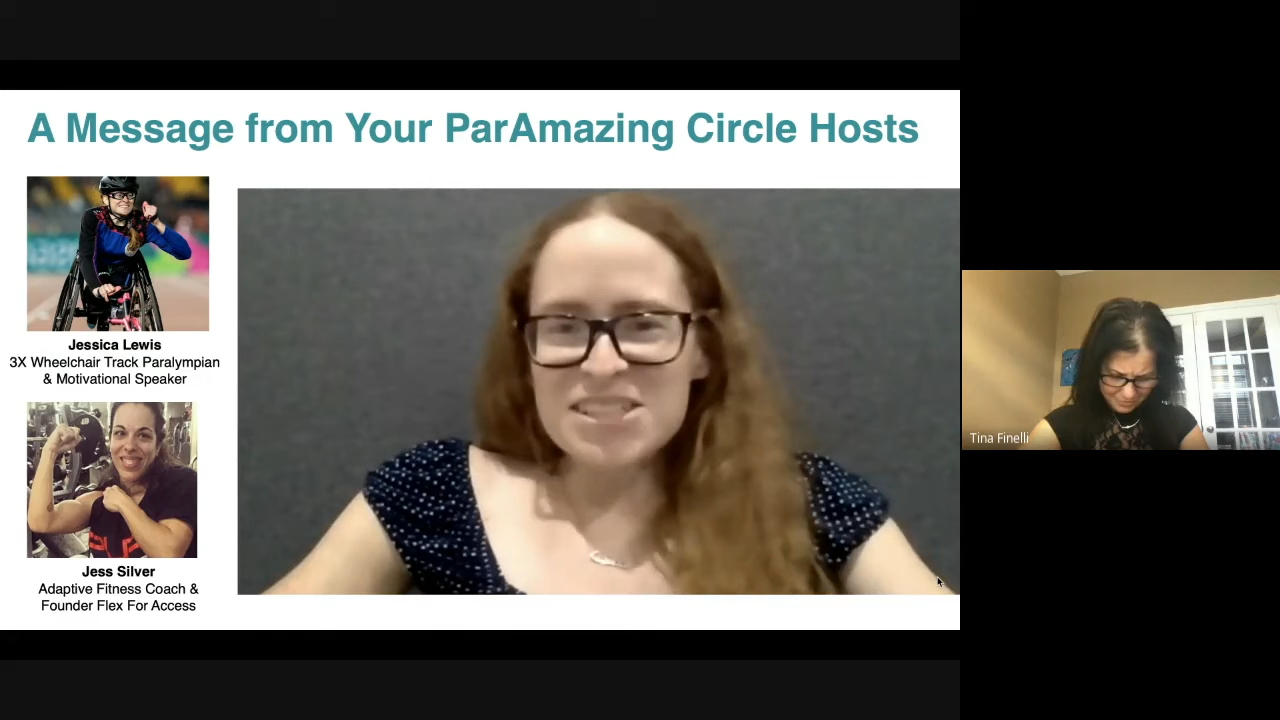 A Message from Your ParAmazing Circle Hosts
Jessica Lewis
3X Wheelchair Track Paralympian
& Motivational Speaker
Jess Silver
Adaptive Fitness Coach &
Founder Flex For Access
Tina Finelli